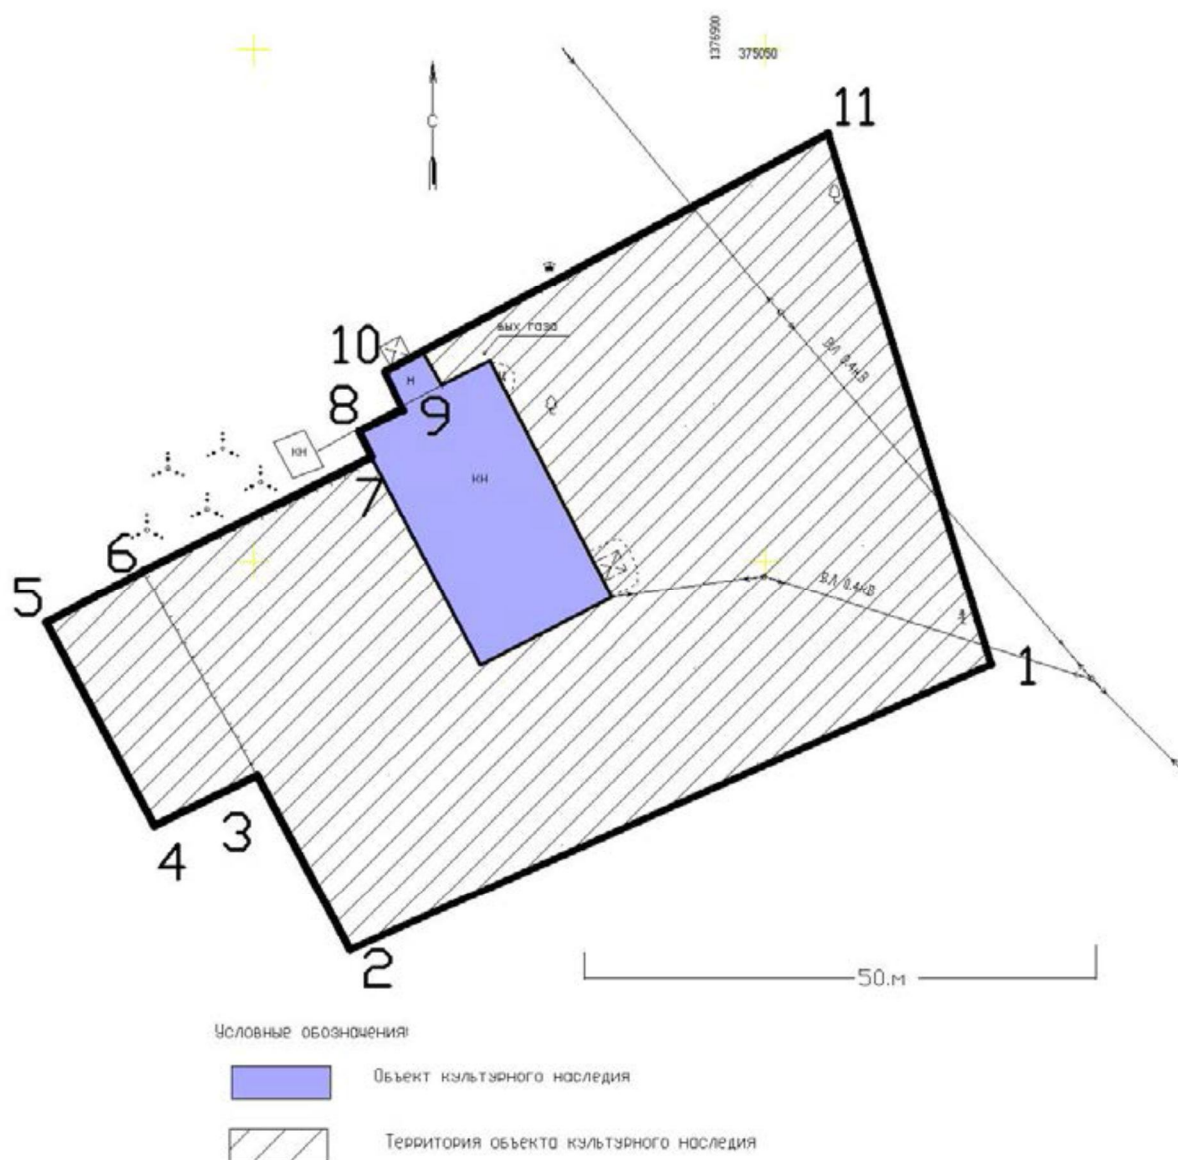 1376900
375050
11
С
вых газа
10
Н
8
9
ВЛ 0.4кВ
КН
КН
7
6
5
ВЛ 0.4кВ
1
3
4
2
50.м
Условные обозначения:
Объект культурного наследия
Территория объекта культурного наследия